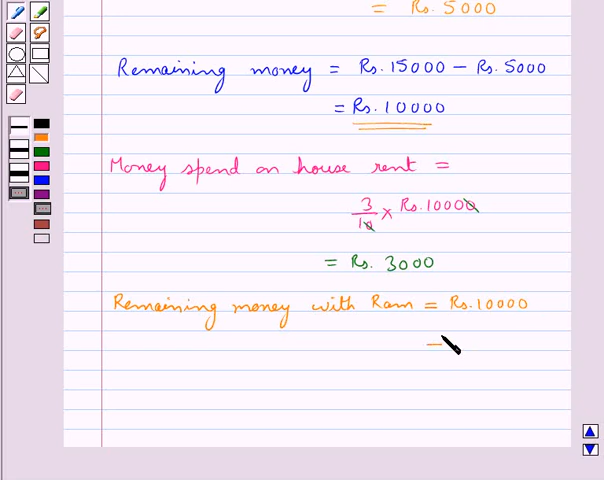 = Rs. 5000
Remaining money = Rs. 15000 - Rs. 5000
= Rs. 10000
Money spend on house rent =
3/10 × Rs. 10000
= Rs. 3000
Remaining money with Ram = Rs. 10000
-